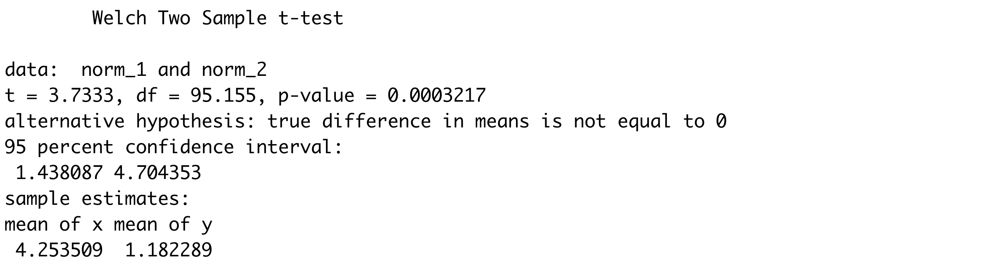 Welch Two Sample t-test
data:  norm_1 and norm_2
t = 3.7333, df = 95.155, p-value = 0.0003217
alternative hypothesis: true difference in means is not equal to 0
95 percent confidence interval:
1.438087 4.704353
sample estimates:
mean of x mean of y
4.253509  1.182289